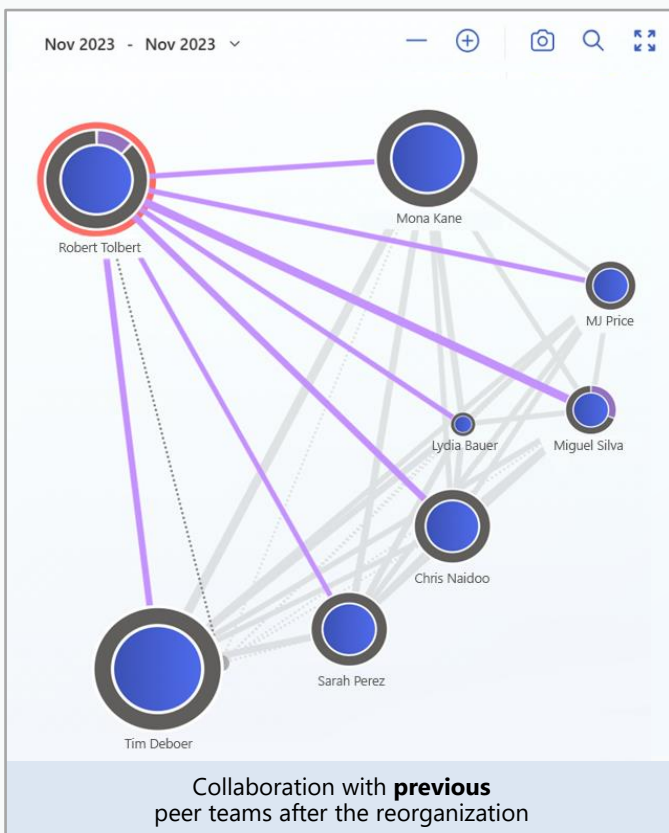 Nov 2023 - Nov 2023
Mona Kane
Robert Tolbert
MJ Price
Lydia Bauer
Miguel Silva
Chris Naidoo
Sarah Perez
Tim Deboer
Collaboration with previous
peer teams after the reorganization